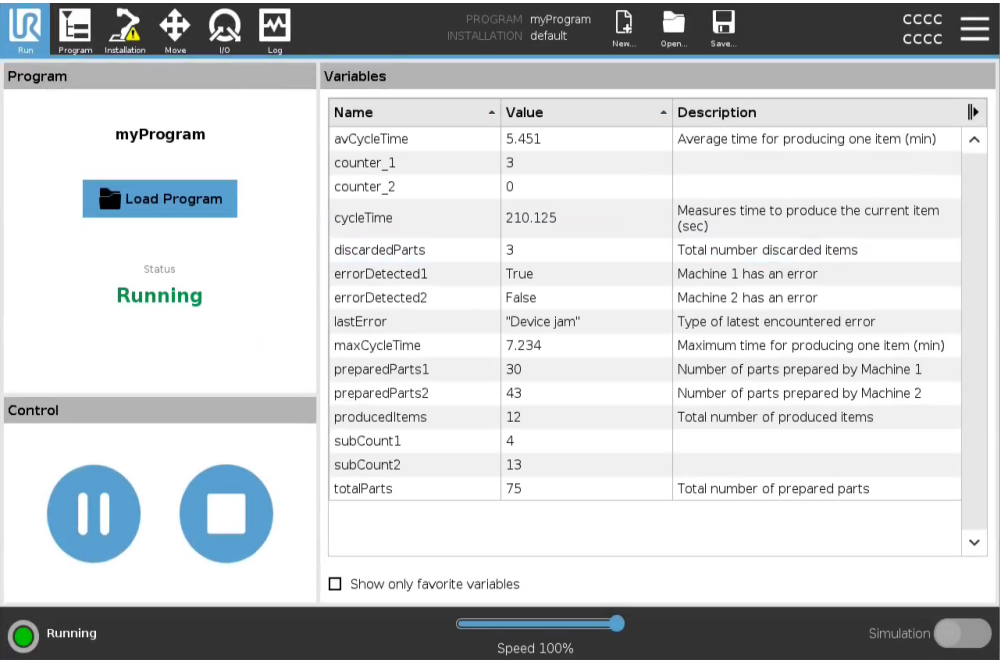 UR
Run
Program
Installation
Move
I/O
Log
PROGRAM myProgram
INSTALLATION default
New...
Open...
Save...
CCCC
CCCC
Program
myProgram
Load Program
Status
Running
Control
Variables
Name Value Description
avCycleTime 5.451 Average time for producing one item (min)
counter_1 3
counter_2 0
cycleTime 210.125 Measures time to produce the current item
(sec)
discardedParts 3 Total number discarded items
errorDetected1 True Machine 1 has an error
errorDetected2 False Machine 2 has an error
lastError "Device jam" Type of latest encountered error
maxCycleTime 7.234 Maximum time for producing one item (min)
preparedParts1 30 Number of parts prepared by Machine 1
preparedParts2 43 Number of parts prepared by Machine 2
producedItems 12 Total number of produced items
subCount1 4
subCount2 13
totalParts 75 Total number of prepared parts
Show only favorite variables
Running
Speed 100%
Simulation